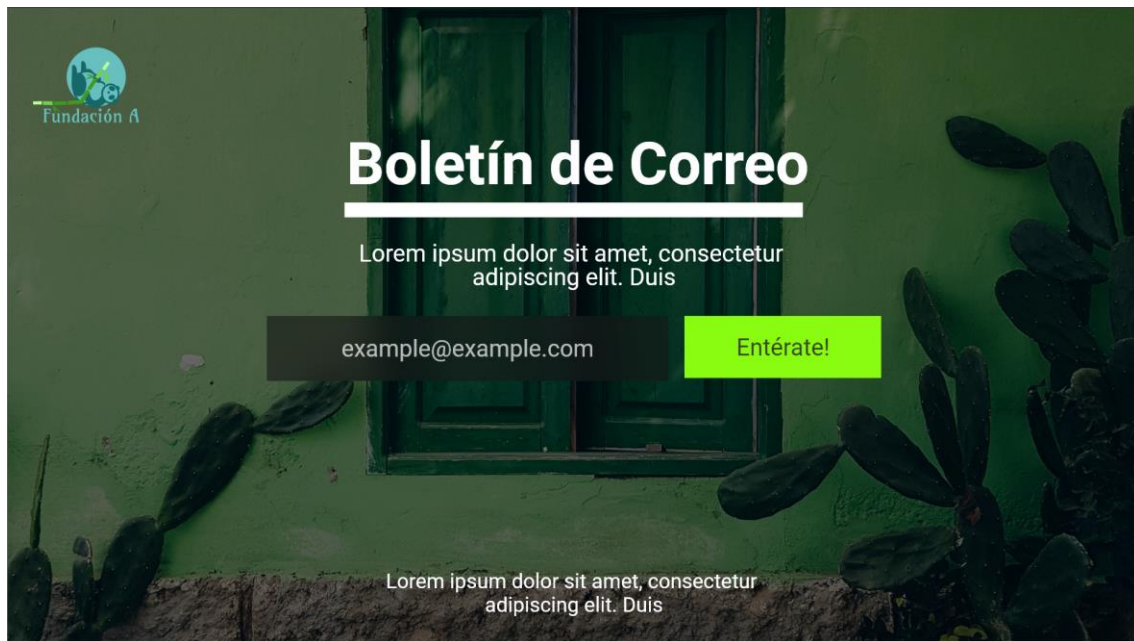 Fundación A
Boletín de Correo
Lorem ipsum dolor sit amet, consectetur
adipiscing elit. Duis
example@example.com
Entérate!
Lorem ipsum dolor sit amet, consectetur
adipiscing elit. Duis